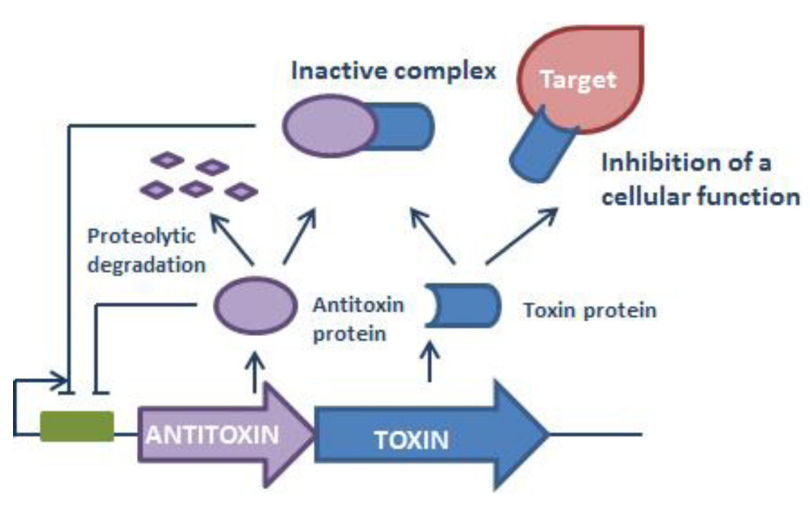 Inactive complex
Target
Inhibition of a
cellular function
Proteolytic
degradation
Antitoxin
protein
Toxin protein
ANTITOXIN
TOXIN